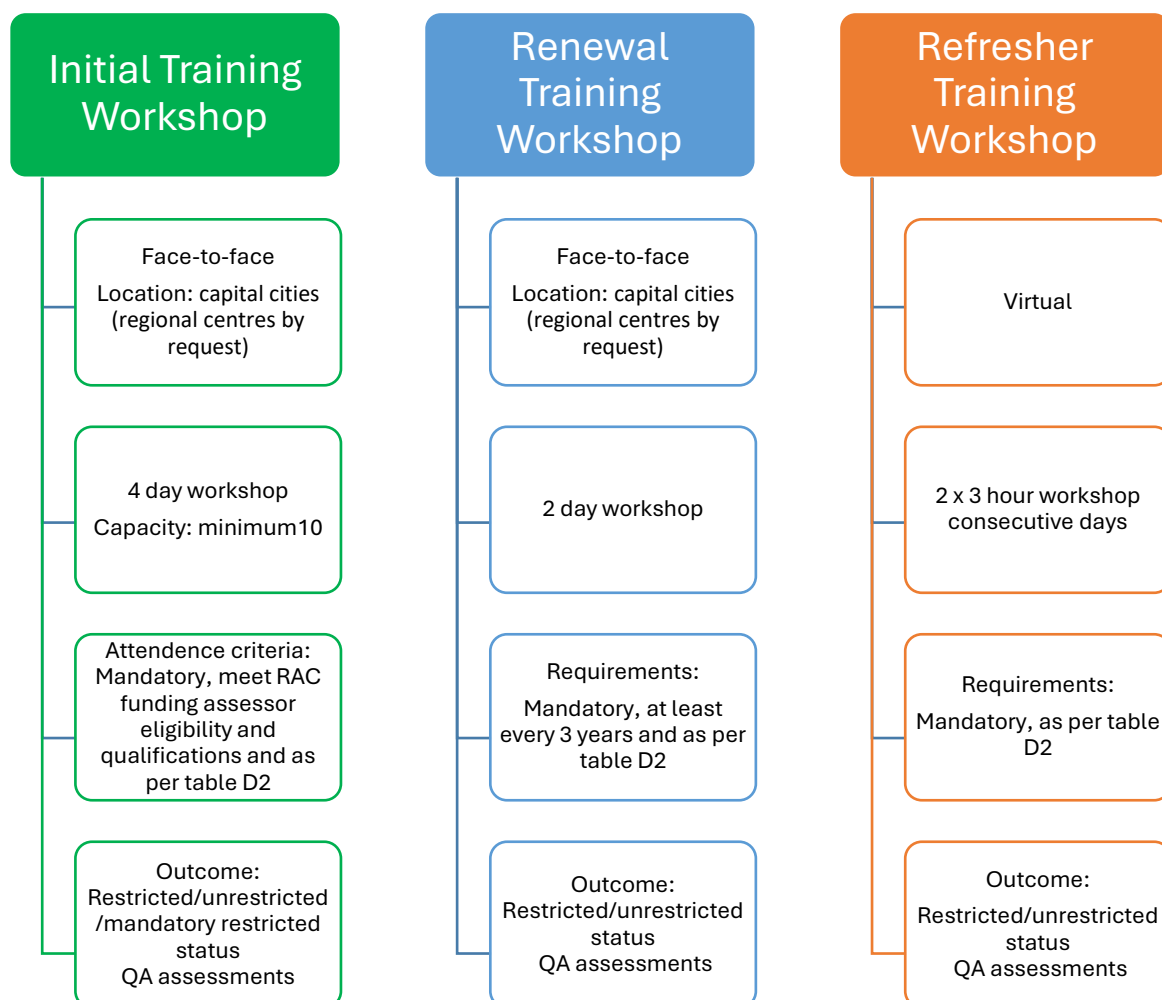 Initial Training
Workshop
Face-to-face
Location: capital cities
(regional centres by
request)
4 day workshop
Capacity: minimum10
Attendence criteria:
Mandatory, meet RAC
funding assessor
eligibility and
qualifications and as
per table D2
Outcome:
Restricted/unrestricted
/mandatory restricted
status
QA assessments
Renewal
Training
Workshop
Face-to-face
Location: capital cities
(regional centres by
request)
2 day workshop
Requirements:
Mandatory, at least
every 3 years and as per
table D2
Outcome:
Restricted/unrestricted
status
QA assessments
Refresher
Training
Workshop
Virtual
2 x 3 hour workshop
consecutive days
Requirements:
Mandatory, as per table
D2
Outcome:
Restricted/unrestricted
status
QA assessments